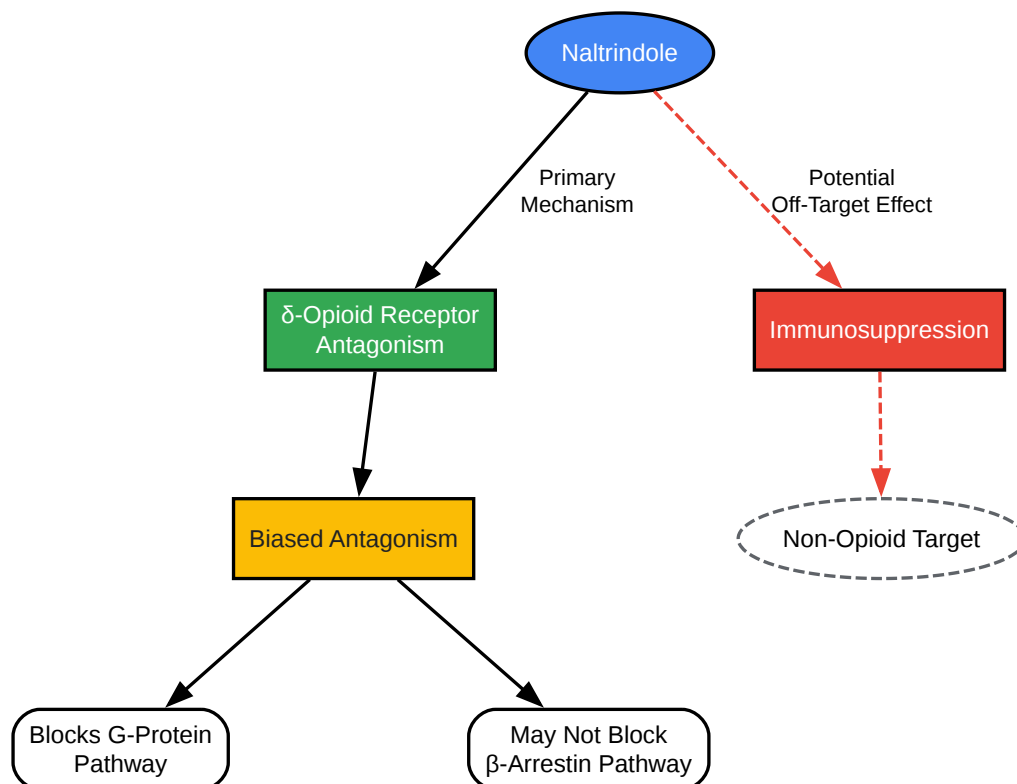 Naltrindole
Primary
Mechanism
Potential
Off-Target Effect
δ-Opioid Receptor
Antagonism
Immunosuppression
Biased Antagonism
Non-Opioid Target
Blocks G-Protein
Pathway
May Not Block
β-Arrestin Pathway